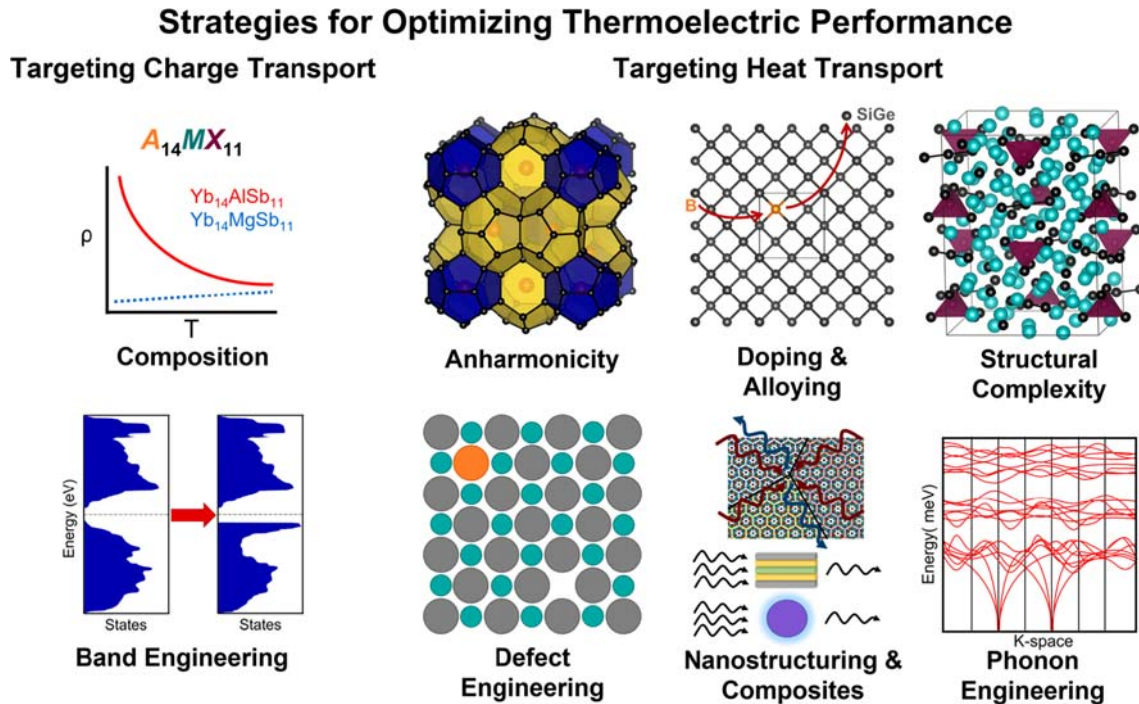 Strategies for Optimizing Thermoelectric Performance
Targeting Charge Transport
Targeting Heat Transport
A₁₄MX₁₁
Yb₁₄AlSb₁₁
Yb₁₄MgSb₁₁
ρ
T
Composition
Anharmonicity
SiGe
B
Doping &
Alloying
Structural
Complexity
Energy (eV)
States
States
Band Engineering
Defect
Engineering
Nanostructuring &
Composites
Energy( meV)
K-space
Phonon
Engineering